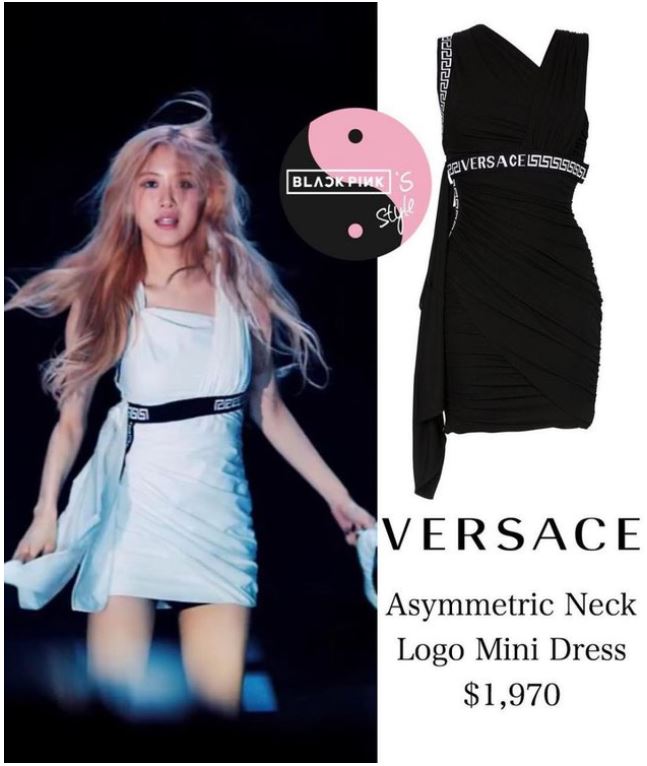 BLACKPINK 'S
Style
VERSACE
VERSACE
Asymmetric Neck
Logo Mini Dress
$1,970